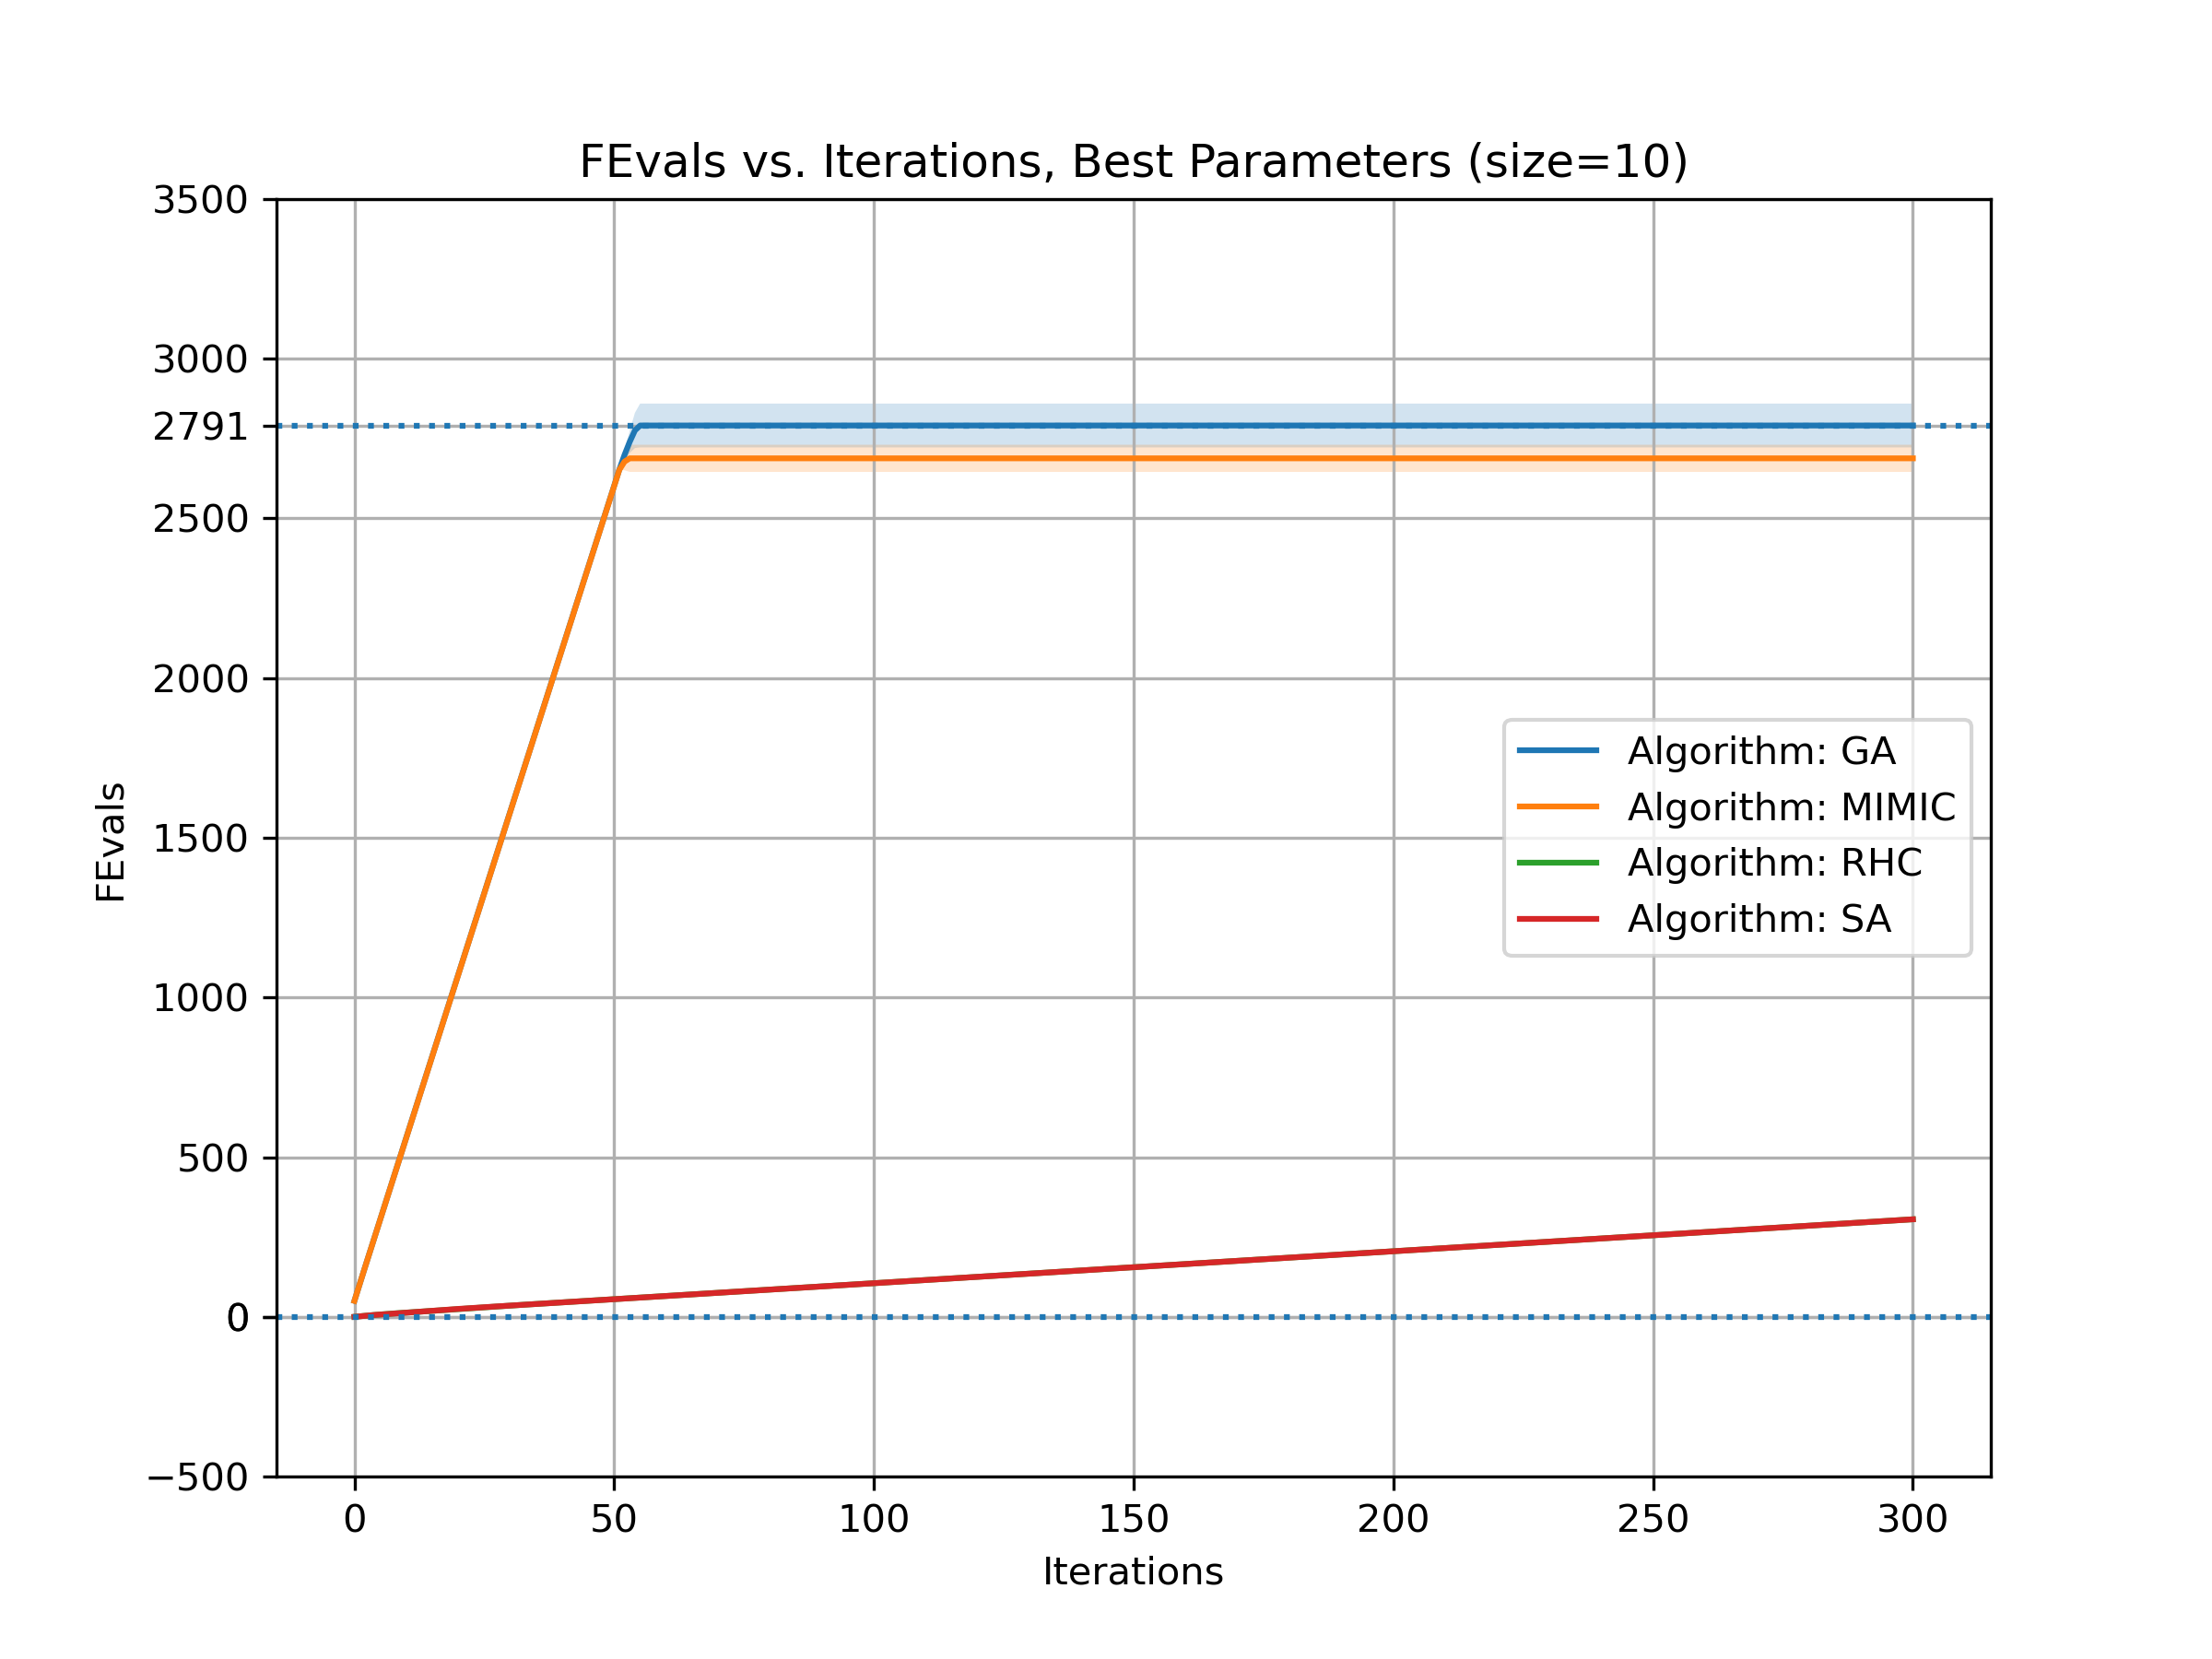 FEvals vs. Iterations, Best Parameters (size=10)
3500
3000
2791
2500
2000
1500
1000
500
0
−500
FEvals
Algorithm: GA
Algorithm: MIMIC
Algorithm: RHC
Algorithm: SA
0 50 100 150 200 250 300
Iterations